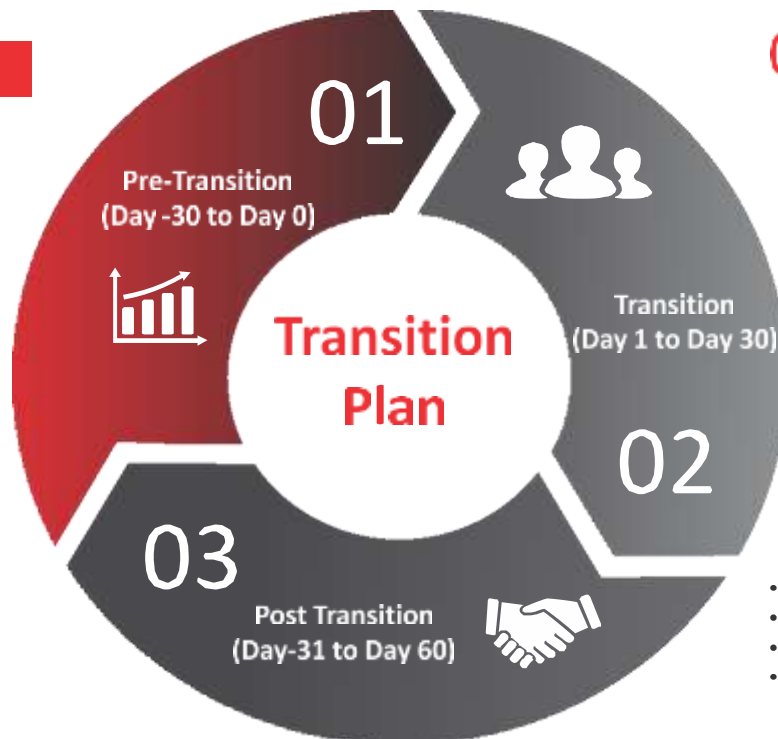 01
Pre-Transition
(Day -30 to Day 0)
Transition
(Day 1 to Day 30)
02
Transition
Plan
03
Post Transition
(Day-31 to Day 60)